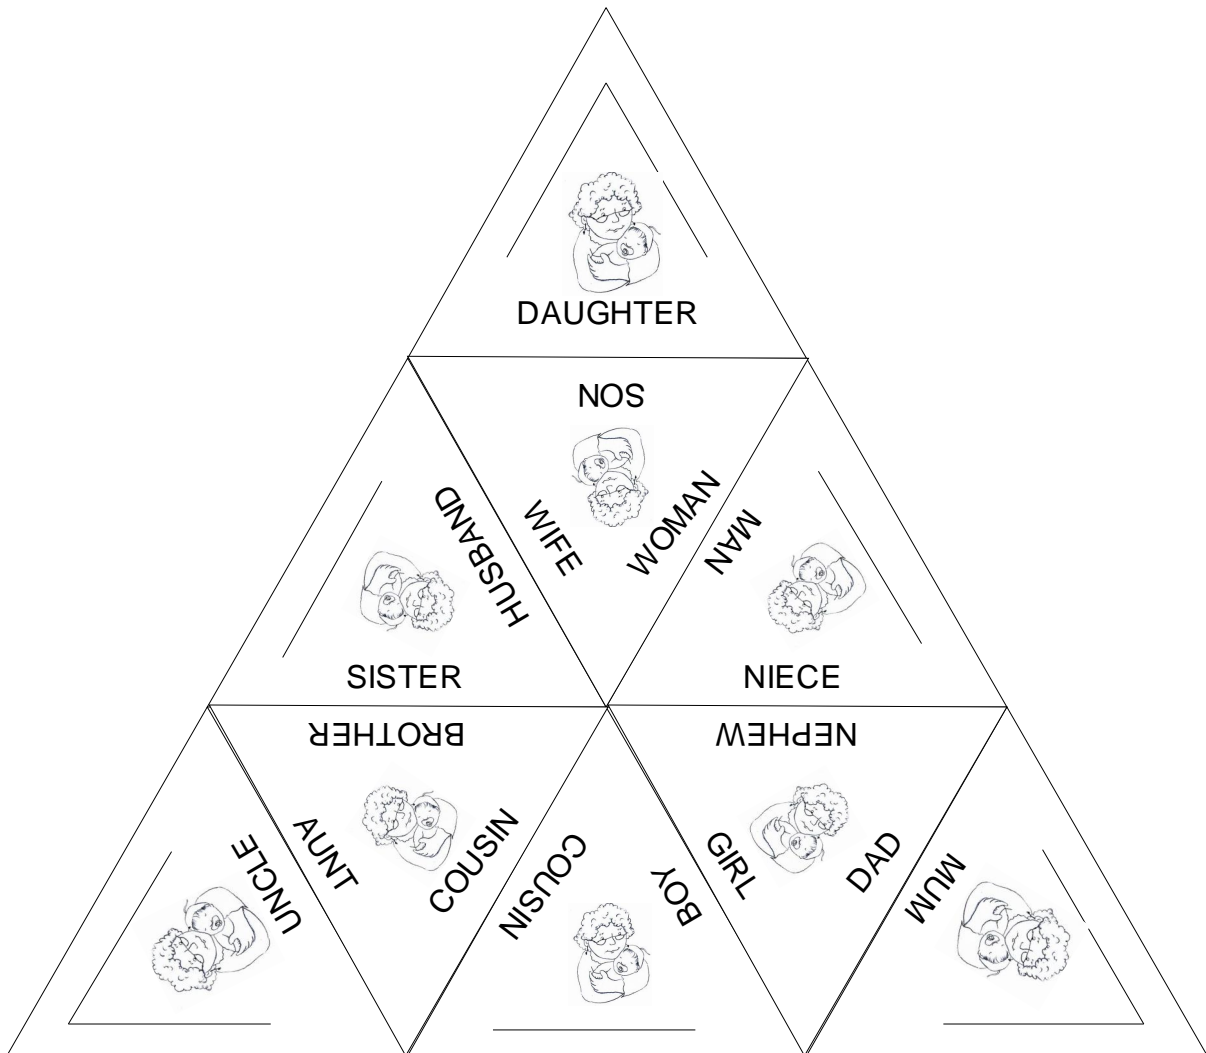 DAUGHTER
SON
WIFE
WOMAN
HUSBAND
MAN
SISTER
NIECE
BROTHER
NEPHEW
UNCLE
AUNT
COUSIN
COUSIN
BOY
GIRL
DAD
MUM